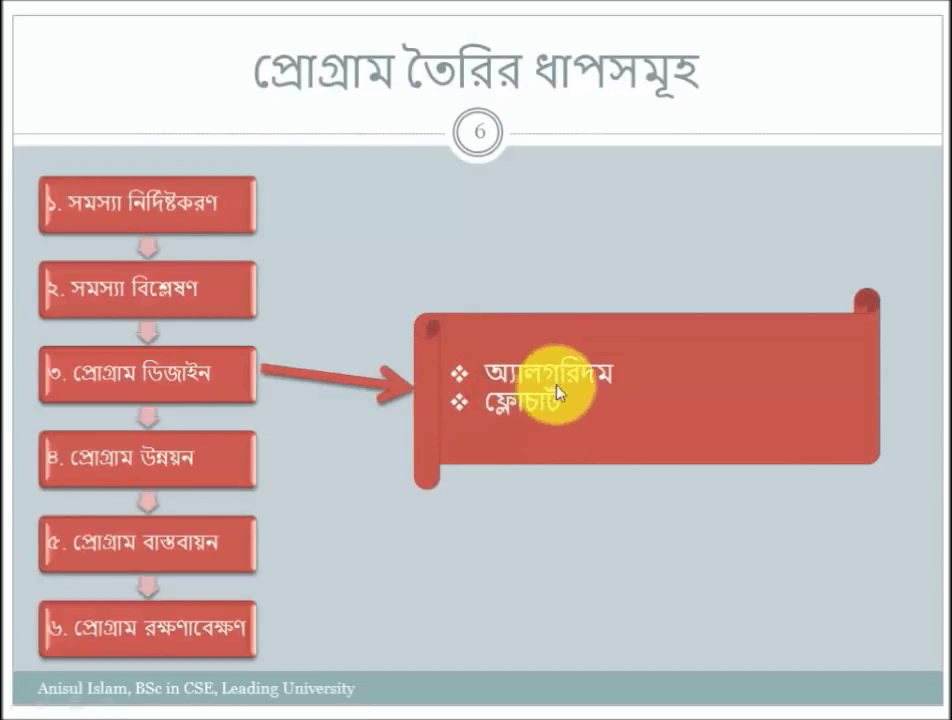 প্রোগ্রাম তৈরির ধাপসমূহ
6
১. সমস্যা নির্দিষ্টকরণ
২. সমস্যা বিশ্লেষণ
৩. প্রোগ্রাম ডিজাইন
৪. প্রোগ্রাম উন্নয়ন
৫. প্রোগ্রাম বাস্তবায়ন
৬. প্রোগ্রাম রক্ষণাবেক্ষণ
❖ অ্যালগরিদম
❖ ফ্লোচার্ট
Anisul Islam, BSc in CSE, Leading University